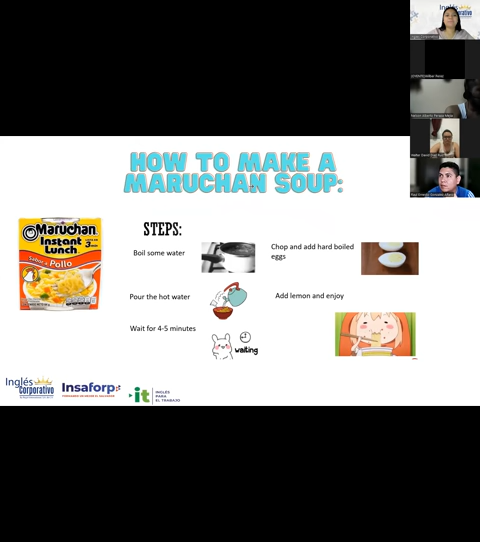 HOW TO MAKE A
MARUCHAN SOUP:
STEPS:
Boil some water
Chop and add hard boiled
eggs
Pour the hot water
Add lemon and enjoy
Wait for 4-5 minutes
waiting
Maruchan
Instant
Lunch
3
Sabor a Pollo
Inglés
Corporativo
Insaforp
it
INGLÉS
PARA
EL TRABAJO